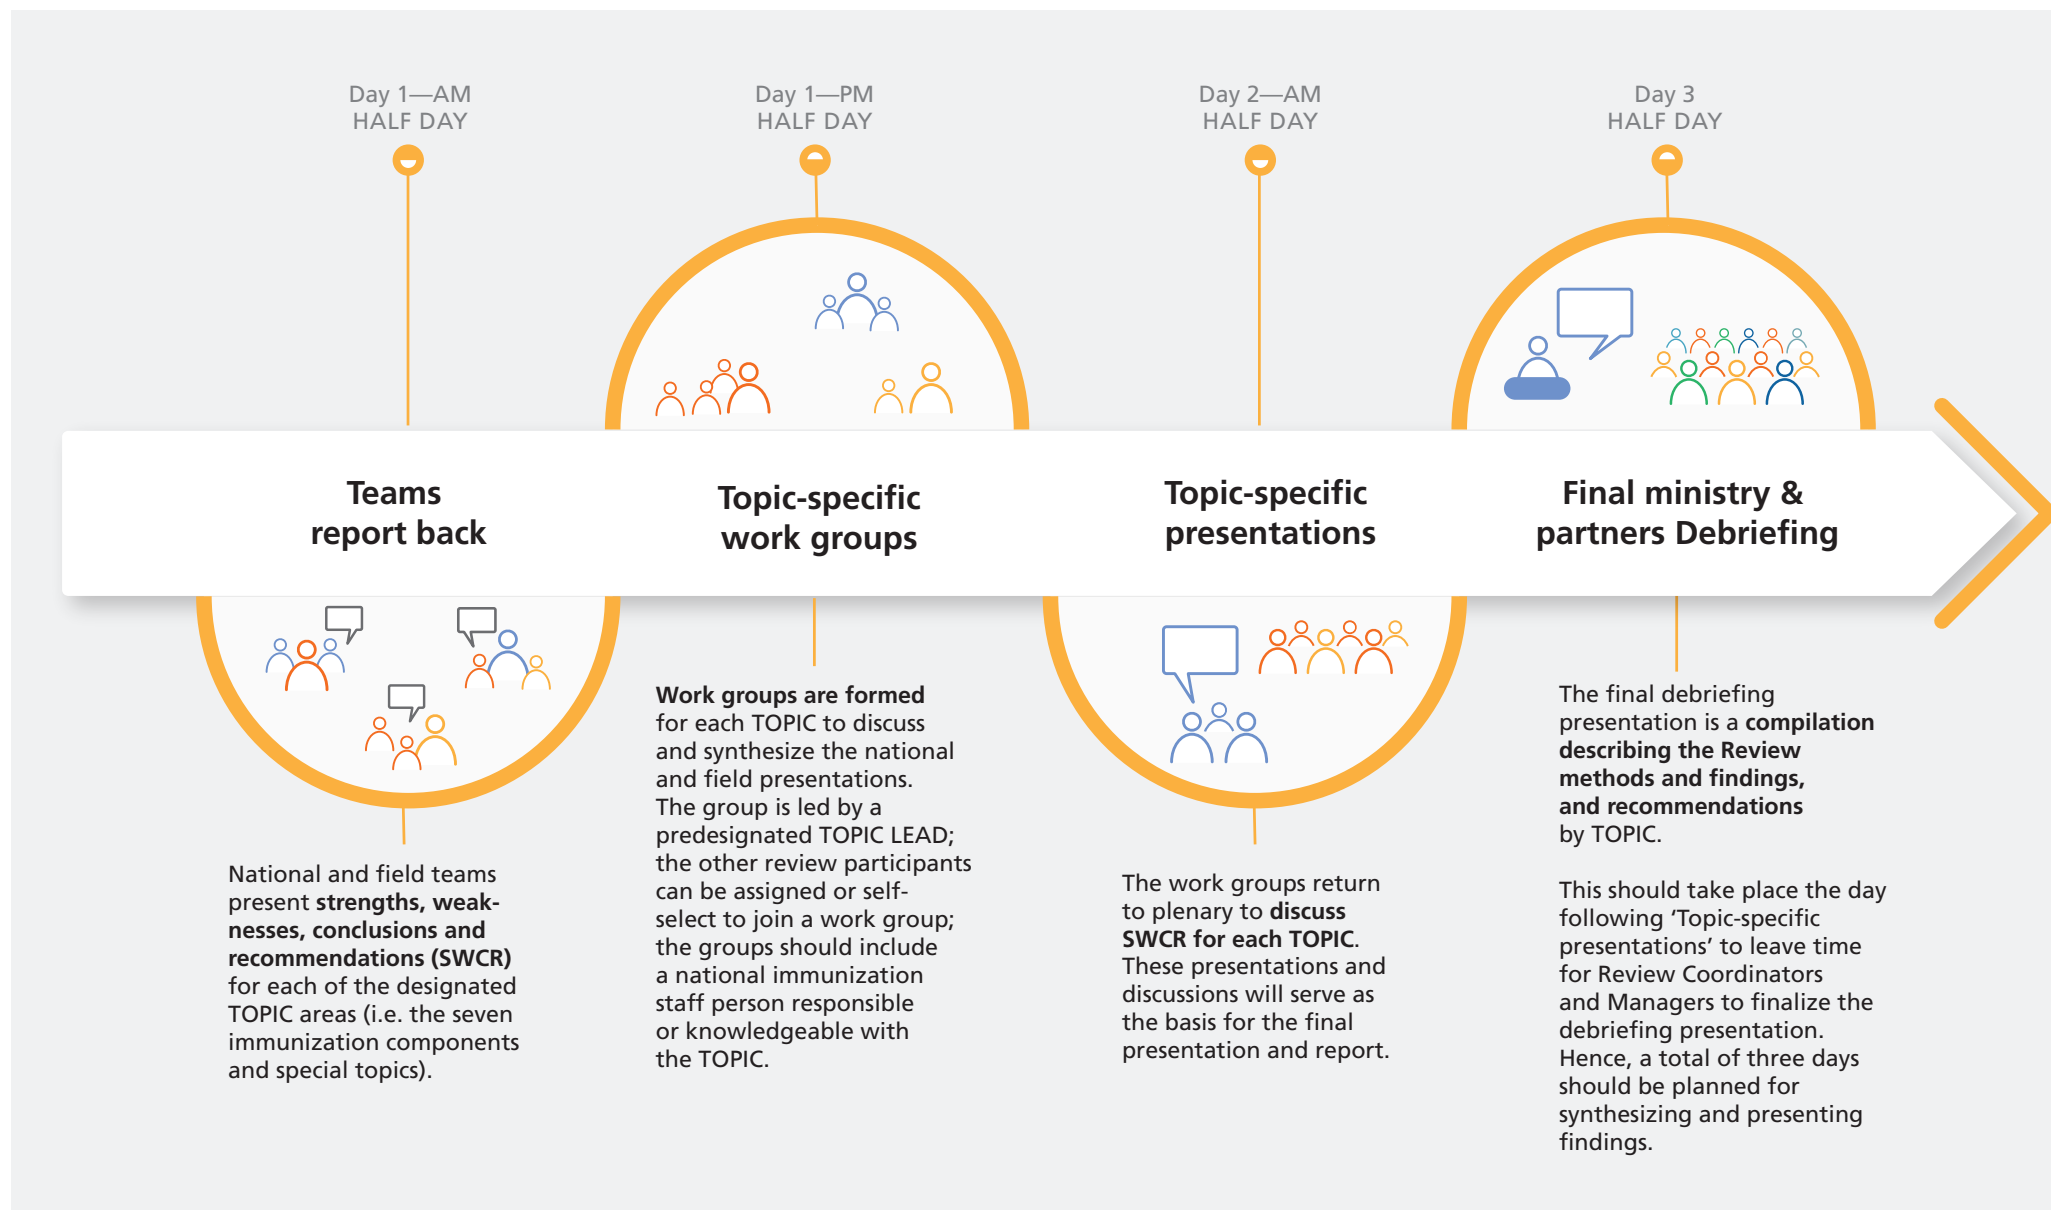 Day 1—AM
HALF DAY
Day 1—PM
HALF DAY
Day 2—AM
HALF DAY
Day 3
HALF DAY
Teams
report back
Topic-specific
work groups
Topic-specific
presentations
Final ministry &
partners Debriefing
National and field teams
present strengths, weak-
nesses, conclusions and
recommendations (SWCR)
for each of the designated
TOPIC areas (i.e. the seven
immunization components
and special topics).
Work groups are formed
for each TOPIC to discuss
and synthesize the national
and field presentations.
The group is led by a
predesignated TOPIC LEAD;
the other review participants
can be assigned or self-
select to join a work group;
the groups should include
a national immunization
staff person responsible
or knowledgeable with
the TOPIC.
The work groups return
to plenary to discuss
SWCR for each TOPIC.
These presentations and
discussions will serve as
the basis for the final
presentation and report.
The final debriefing
presentation is a compilation
describing the Review
methods and findings,
and recommendations
by TOPIC.
This should take place the day
following ‘Topic-specific
presentations’ to leave time
for Review Coordinators
and Managers to finalize the
debriefing presentation.
Hence, a total of three days
should be planned for
synthesizing and presenting
findings.